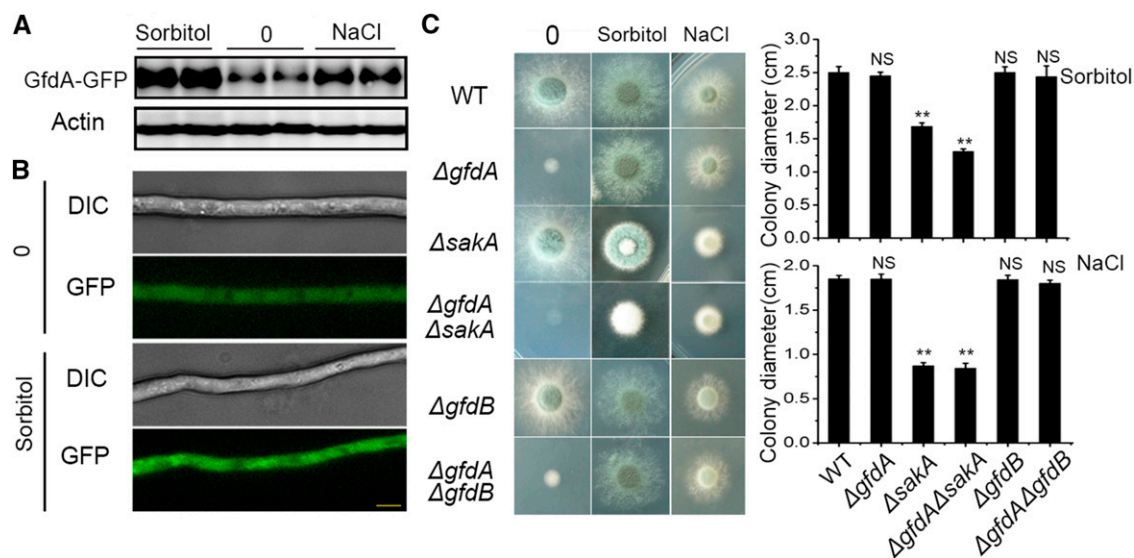 A
Sorbitol 0 NaCl
GfdA-GFP
Actin
B
0
DIC
GFP
Sorbitol
DIC
GFP
C
0 Sorbitol NaCl
WT
ΔgfdA
ΔsakA
ΔgfdA
ΔsakA
ΔgfdB
ΔgfdA
ΔgfdB
Colony diameter (cm)
3.0
2.5
2.0
1.5
1.0
0.5
0.0
NS
**
**
NS
NS
Sorbitol
Colony diameter (cm)
2.0
1.5
1.0
0.5
0.0
NS
**
**
NS
NS
NaCl
WT
ΔgfdA
ΔsakA
ΔgfdAΔsakA
ΔgfdB
ΔgfdAΔgfdB